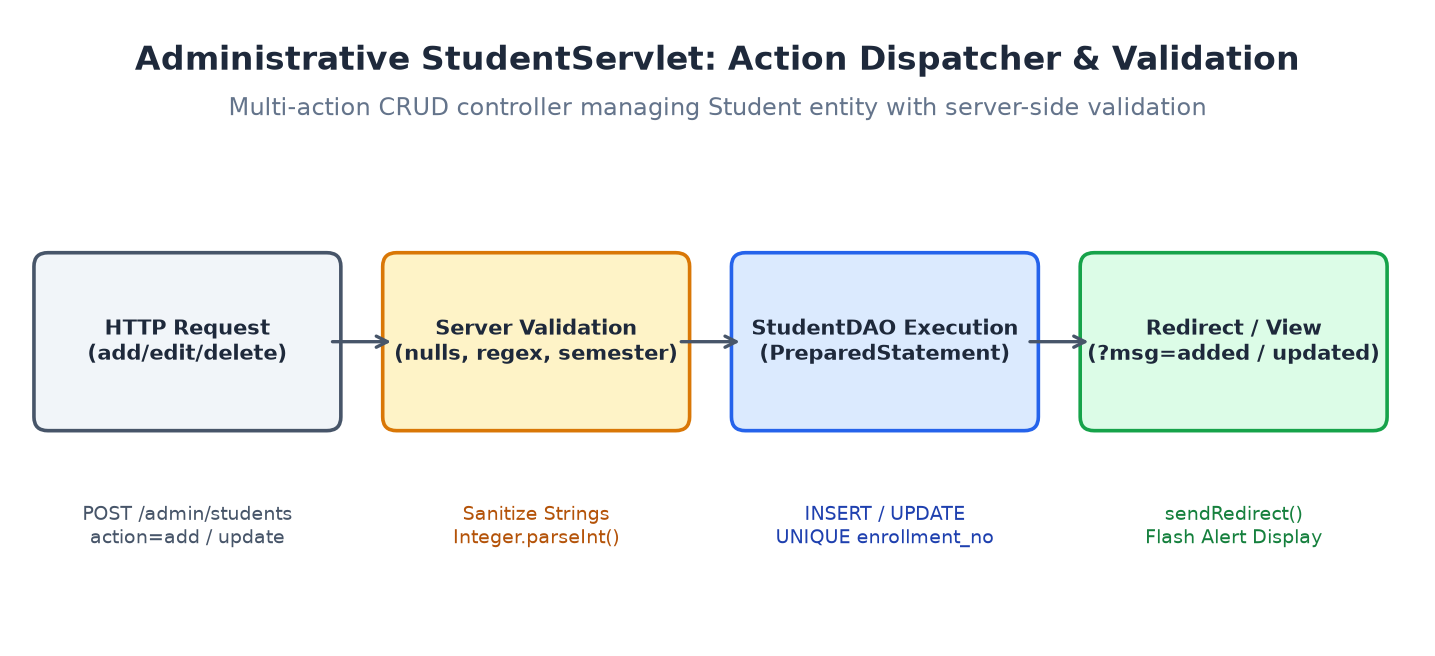 Administrative StudentServlet: Action Dispatcher & Validation
Multi-action CRUD controller managing Student entity with server-side validation
HTTP Request
(add/edit/delete)
Server Validation
(nulls, regex, semester)
StudentDAO Execution
(PreparedStatement)
Redirect / View
(?msg=added / updated)
POST /admin/students
action=add / update
Sanitize Strings
Integer.parseInt()
INSERT / UPDATE
UNIQUE enrollment_no
sendRedirect()
Flash Alert Display